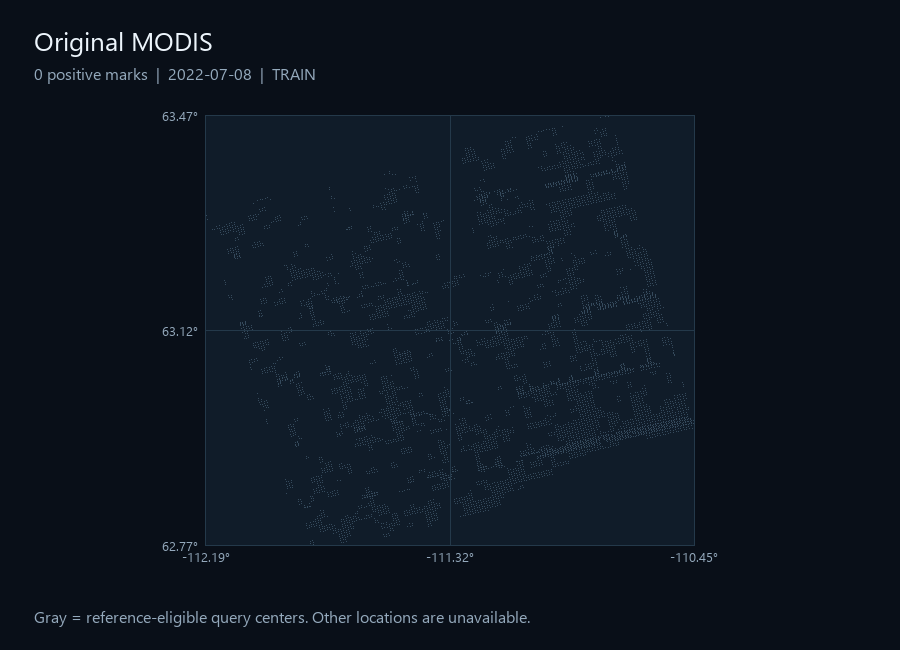 Original MODIS
0 positive marks | 2022-07-08 | TRAIN
63.47°
63.12°
62.77°
-112.19°
-111.32°
-110.45°
Gray = reference-eligible query centers. Other locations are unavailable.